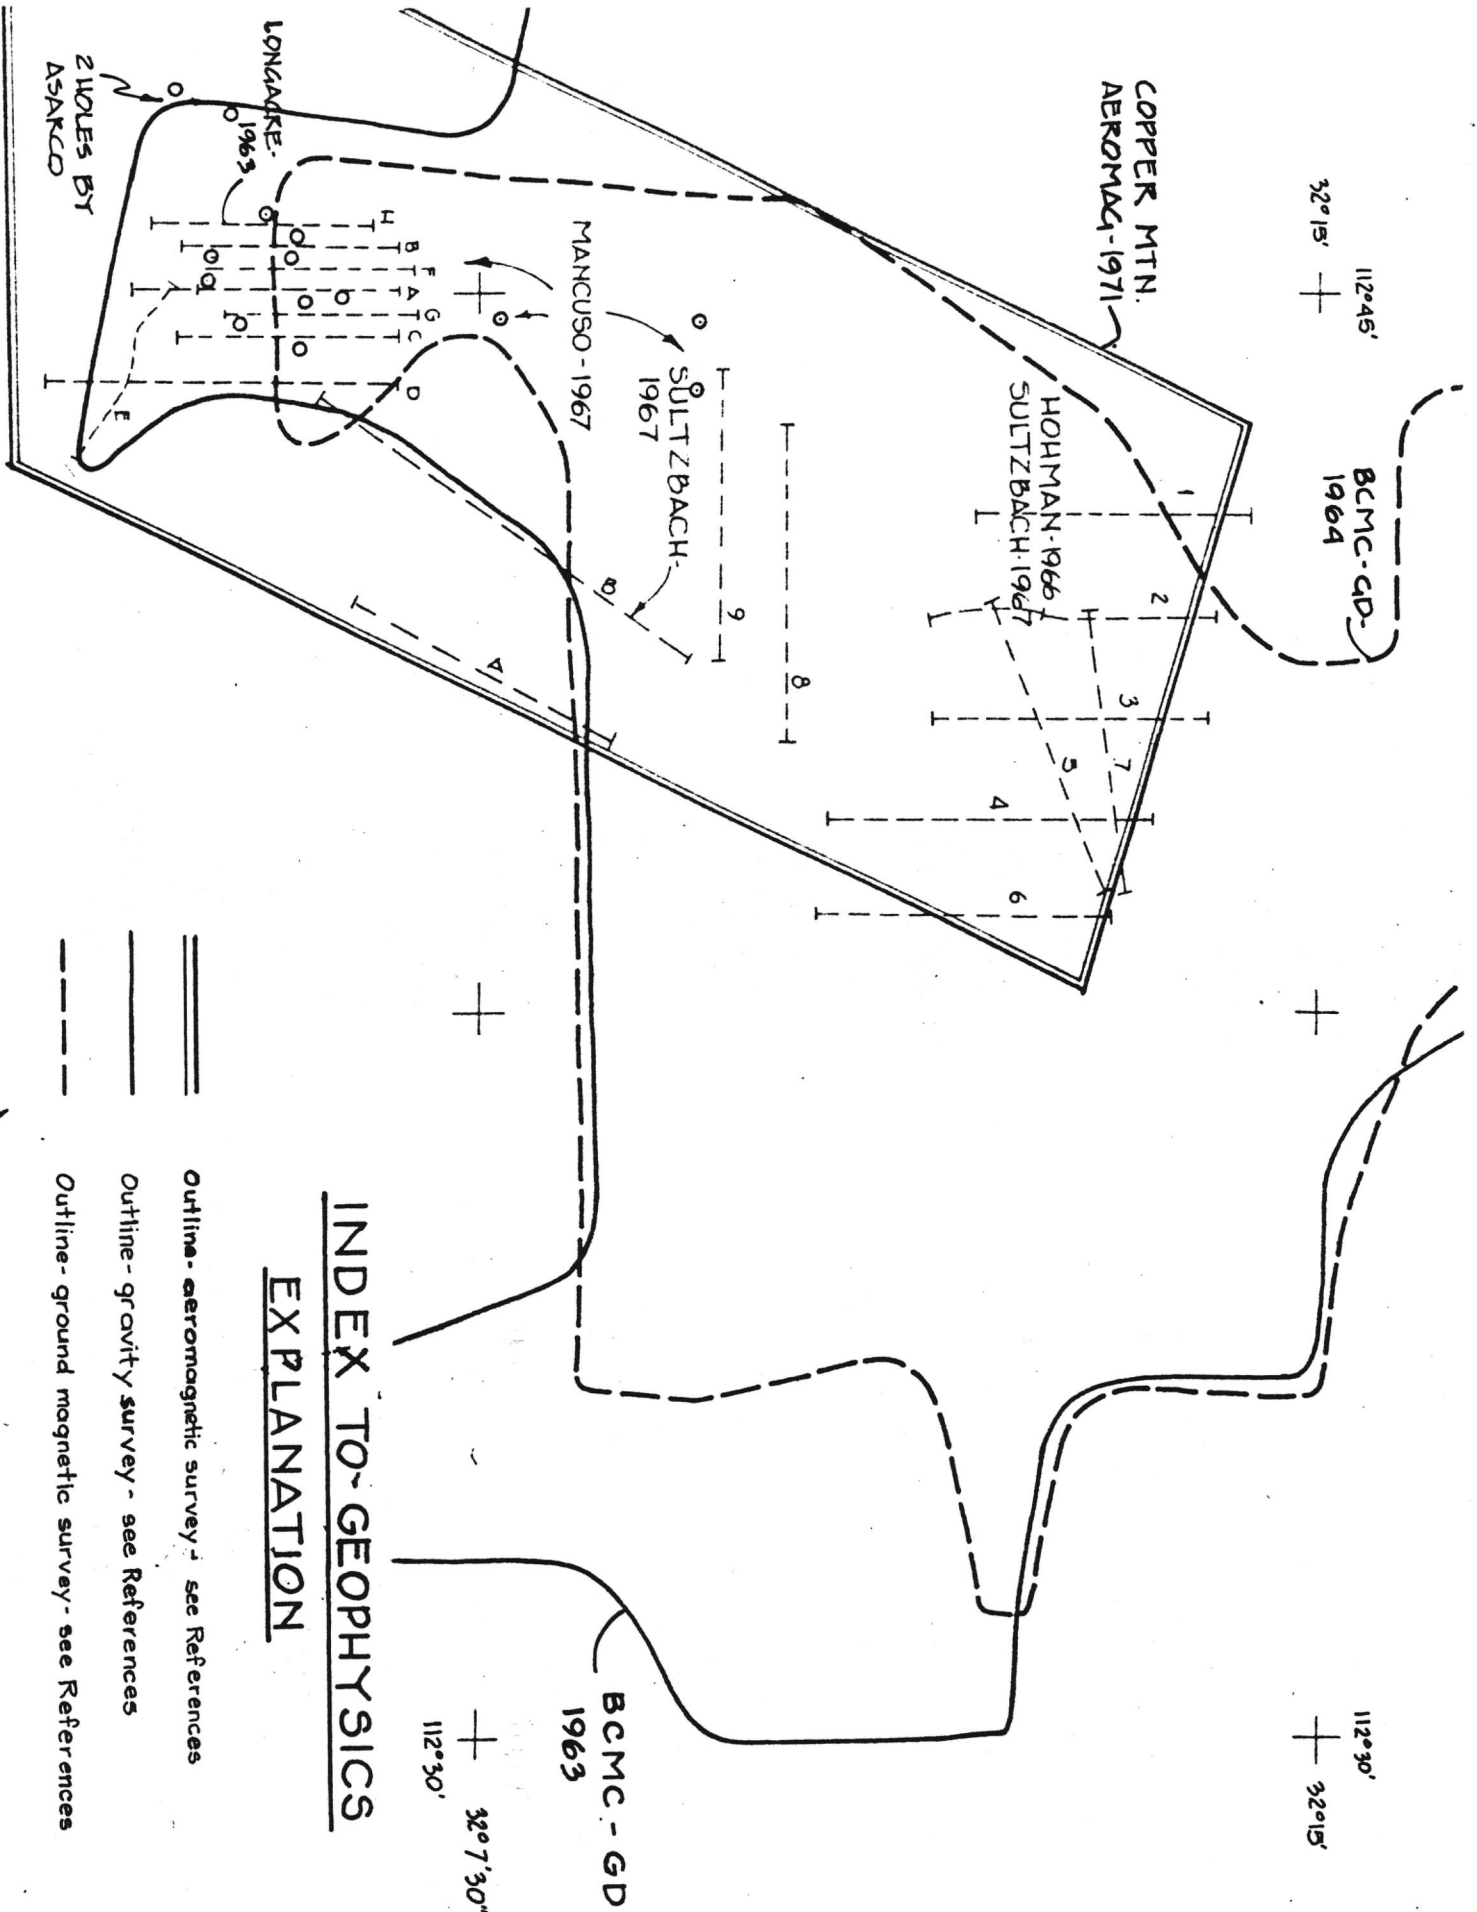 32°15'
112°45'
COPPER MTN.
AEROMAG-1971
BCMC-GD-
1964
HOHMAN-1966
SULTZBACH-1967
1
2
3
7
5
4
6
8
9
SULTZBACH-
1967
MANCUSO-1967
B
A
LONGACRE-
1963
H
B
F
A
G
C
D
E
2 HOLES BY
ASARCO
112°30'
32°15'
BCMC.-GD
1963
32°7'30"
112°30'
INDEX TO GEOPHYSICS
EXPLANATION
Outline-aeromagnetic survey- see References
Outline-gravity survey- see References
Outline-ground magnetic survey- see References